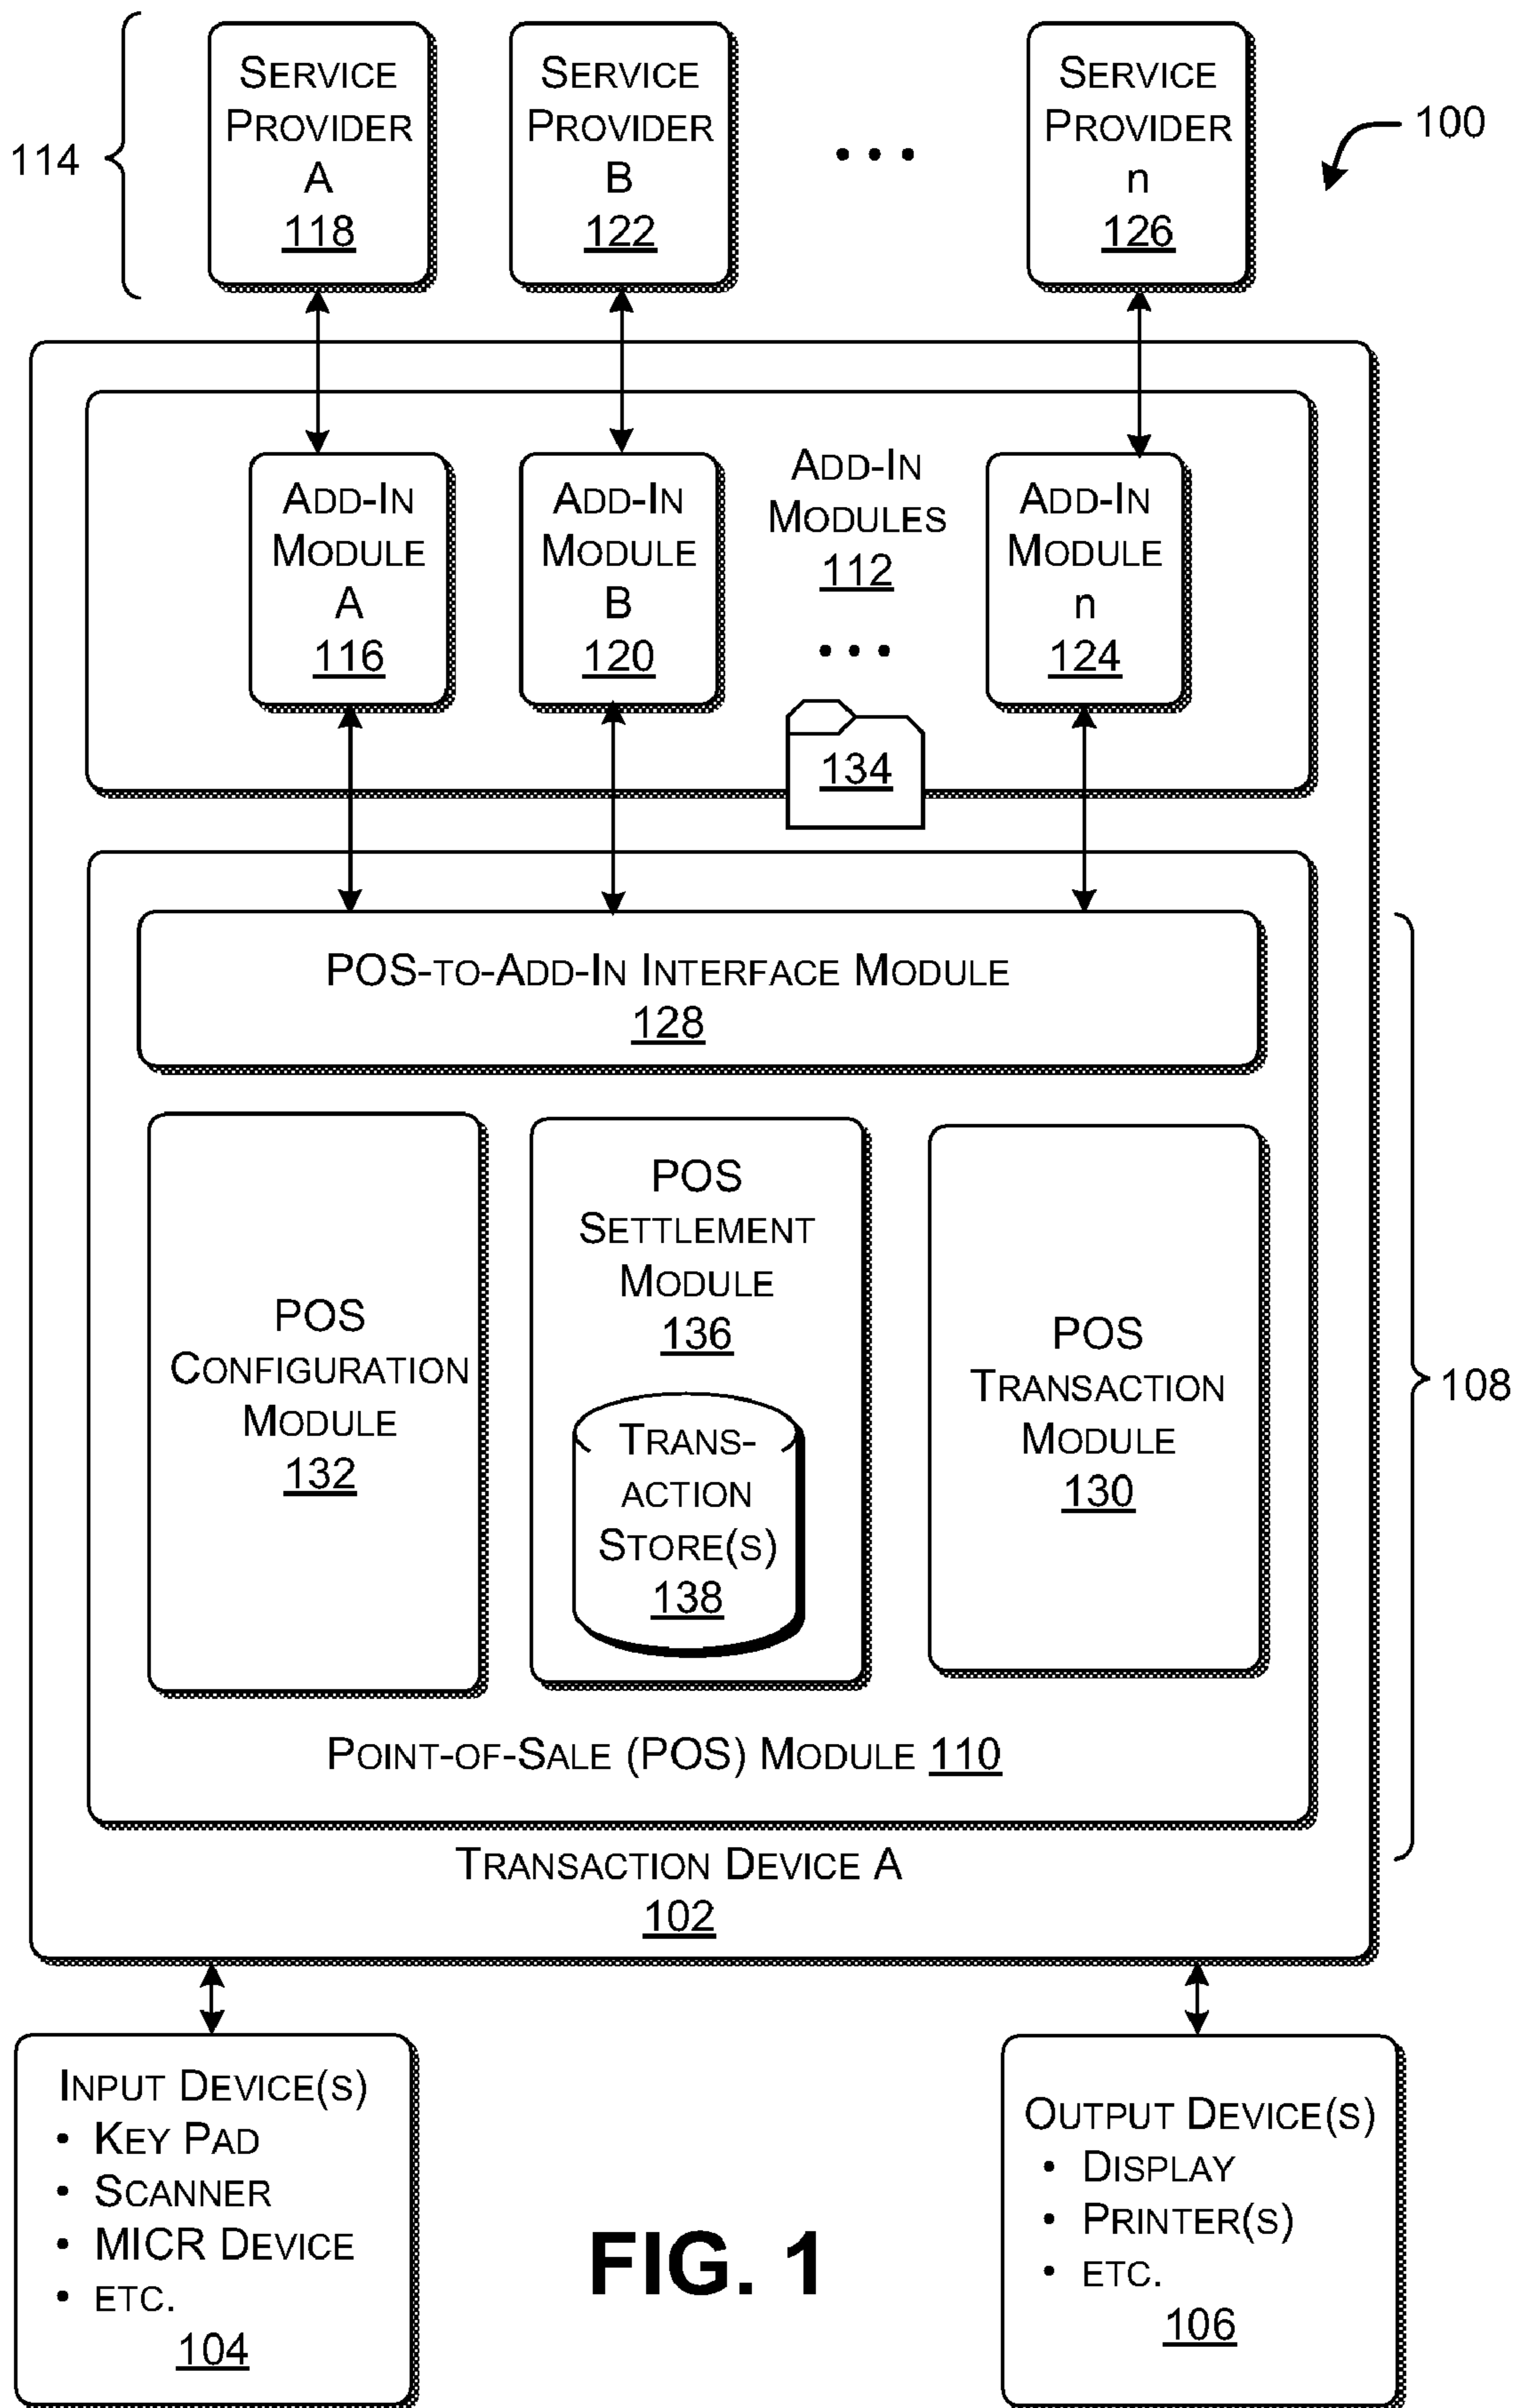 114
SERVICE
PROVIDER
A
118
SERVICE
PROVIDER
B
122
• • •
SERVICE
PROVIDER
n
126
100
ADD-IN
MODULE
A
116
ADD-IN
MODULE
B
120
ADD-IN
MODULES
112
• • •
ADD-IN
MODULE
n
124
134
POS-TO-ADD-IN INTERFACE MODULE
128
POS
CONFIGURATION
MODULE
132
POS
SETTLEMENT
MODULE
136
TRANS-
ACTION
STORE(S)
138
POS
TRANSACTION
MODULE
130
108
POINT-OF-SALE (POS) MODULE 110
TRANSACTION DEVICE A
102
INPUT DEVICE(S)
• KEY PAD
• SCANNER
• MICR DEVICE
• ETC.
104
FIG. 1
OUTPUT DEVICE(S)
• DISPLAY
• PRINTER(S)
• ETC.
106